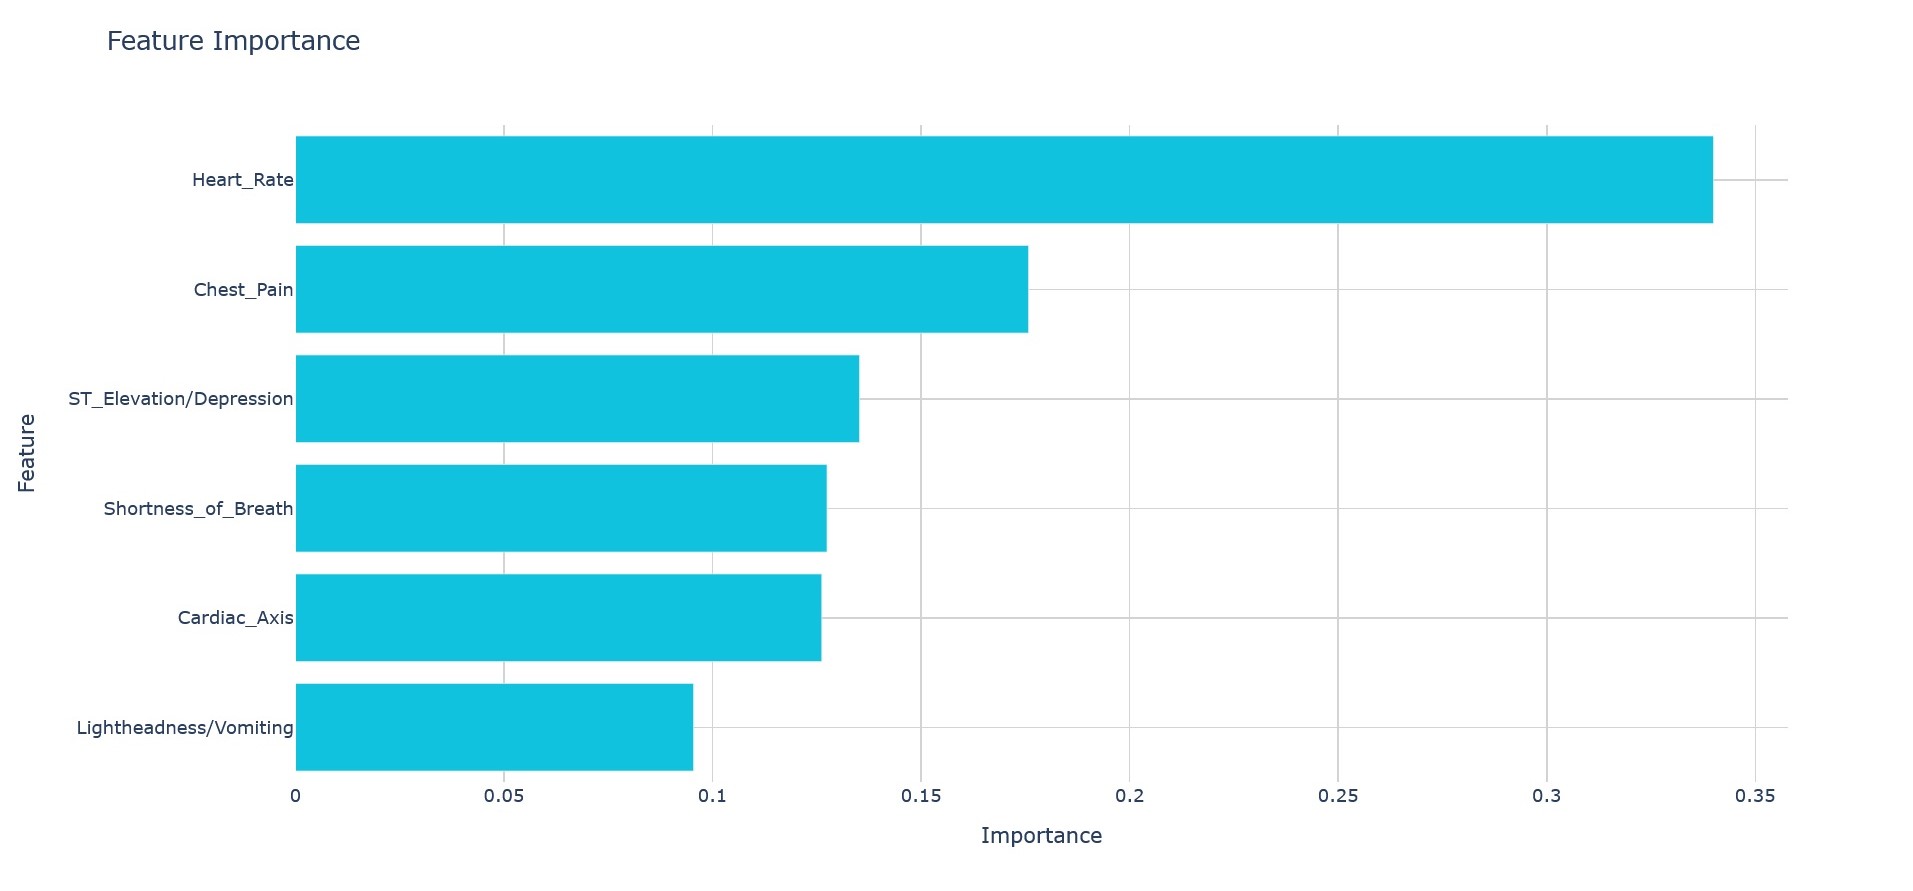 Feature Importance
Heart_Rate
Chest_Pain
ST_Elevation/Depression
Shortness_of_Breath
Cardiac_Axis
Lightheadness/Vomiting
Feature
0 0.05 0.1 0.15 0.2 0.25 0.3 0.35
Importance